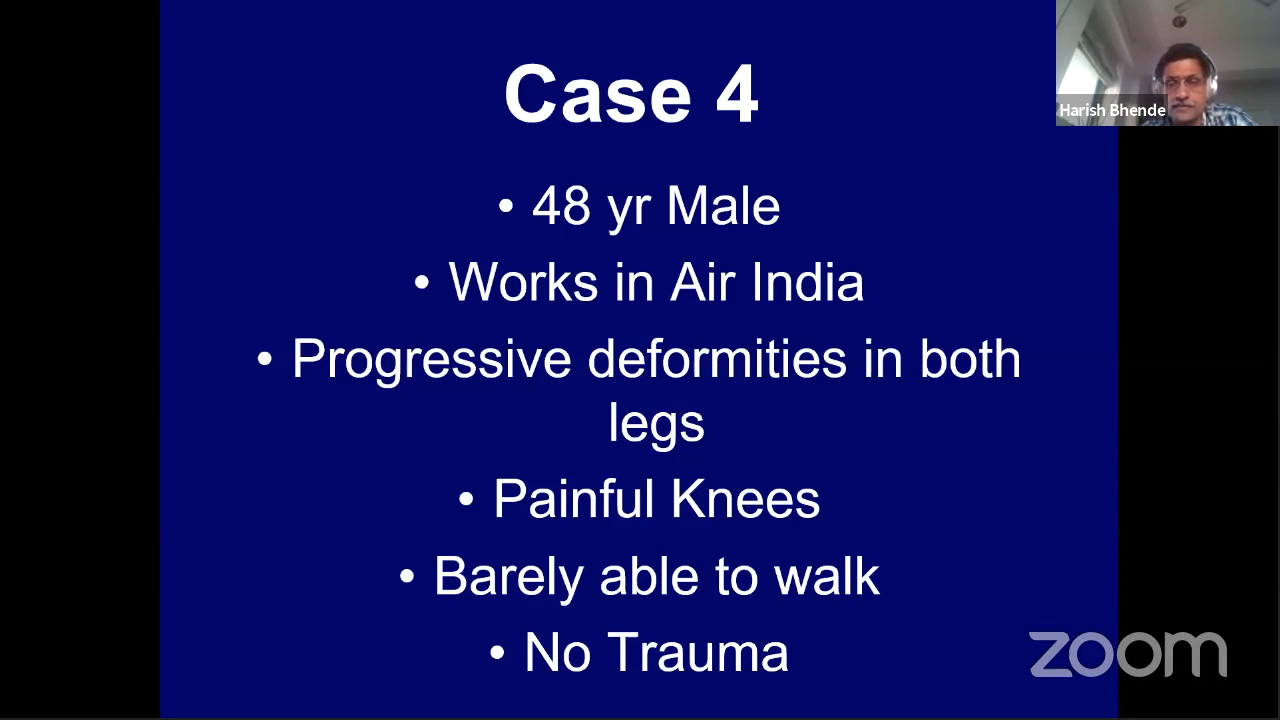 Case 4
Harish Bhende
• 48 yr Male
• Works in Air India
• Progressive deformities in both
legs
• Painful Knees
• Barely able to walk
• No Trauma
zoom